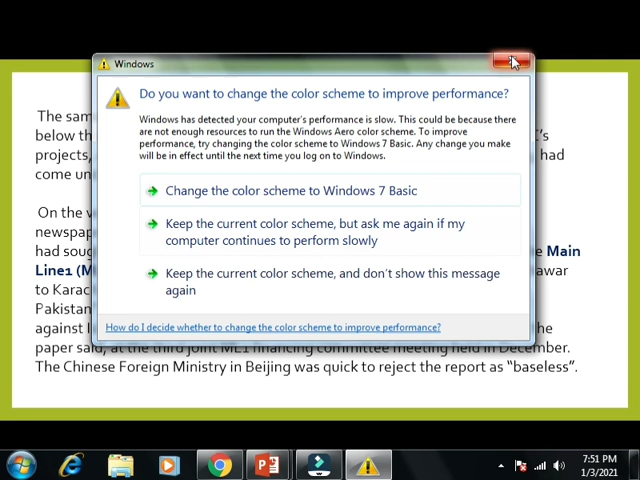 Windows
Do you want to change the color scheme to improve performance?
Windows has detected your computer's performance is slow. This could be because there
are not enough resources to run the Windows Aero color scheme. To improve
performance, try changing the color scheme to Windows 7 Basic. Any change you make
will be in effect until the next time you log on to Windows.
Change the color scheme to Windows 7 Basic
Keep the current color scheme, but ask me again if my
computer continues to perform slowly
Keep the current color scheme, and don't show this message
again
How do I decide whether to change the color scheme to improve performance?
The
below
projects, had
come
On the
had Main
Line1 awar
to
against the
paper said, at the third joint ML1 financing committee meeting held in December.
The Chinese Foreign Ministry in Beijing was quick to reject the report as "baseless".
7:51 PM
1/3/2021